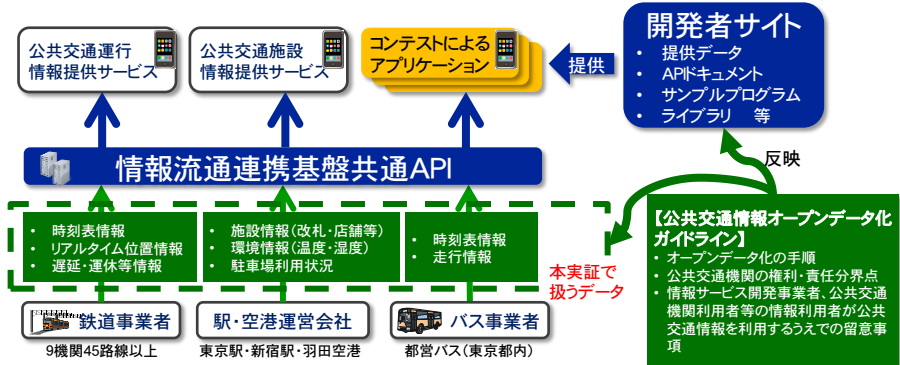 公共交通運行
情報提供サービス
公共交通施設
情報提供サービス
コンテストによる
アプリケーション
提供
開発者サイト
• 提供データ
• APIドキュメント
• サンプルプログラム
• ライブラリ　等
情報流通連携基盤共通API
反映
• 時刻表情報
• リアルタイム位置情報
• 遅延・運休等情報
• 施設情報(改札・店舗等)
• 環境情報(温度・湿度)
• 駐車場利用状況
• 時刻表情報
• 走行情報
本実証で
扱うデータ
【公共交通情報オープンデータ化
ガイドライン】
• オープンデータ化の手順
• 公共交通機関の権利・責任分界点
• 情報サービス開発事業者、公共交通
機関利用者等の情報利用者が公共
交通情報を利用するうえでの留意事
項
鉄道事業者
9機関45路線以上
駅・空港運営会社
東京駅・新宿駅・羽田空港
バス事業者
都営バス(東京都内)